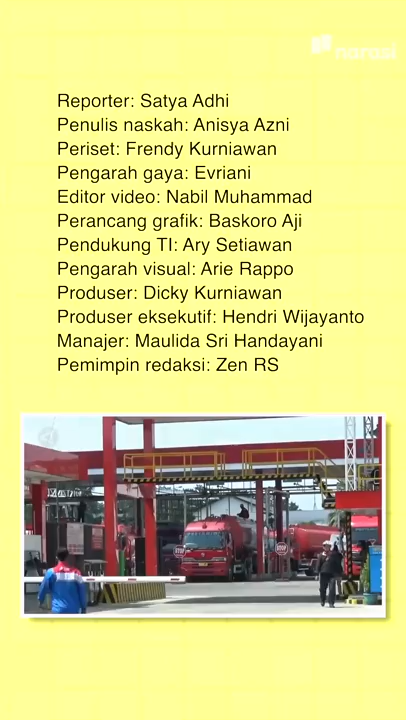 narasi
Reporter: Satya Adhi
Penulis naskah: Anisya Azni
Periset: Frendy Kurniawan
Pengarah gaya: Evriani
Editor video: Nabil Muhammad
Perancang grafik: Baskoro Aji
Pendukung TI: Ary Setiawan
Pengarah visual: Arie Rappo
Produser: Dicky Kurniawan
Produser eksekutif: Hendri Wijayanto
Manajer: Maulida Sri Handayani
Pemimpin redaksi: Zen RS
STOP
STOP